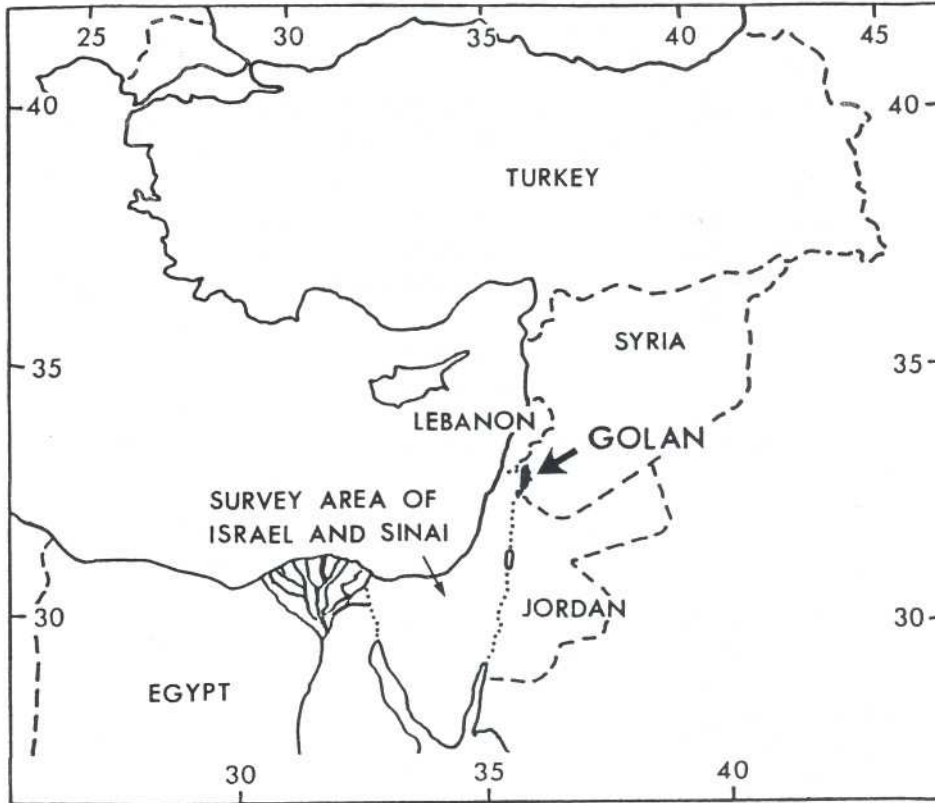 25 30 35 40 45
40 40
TURKEY
SYRIA
35 35
LEBANON
GOLAN
SURVEY AREA OF
ISRAEL AND SINAI
JORDAN
30 30
EGYPT
30 35 40